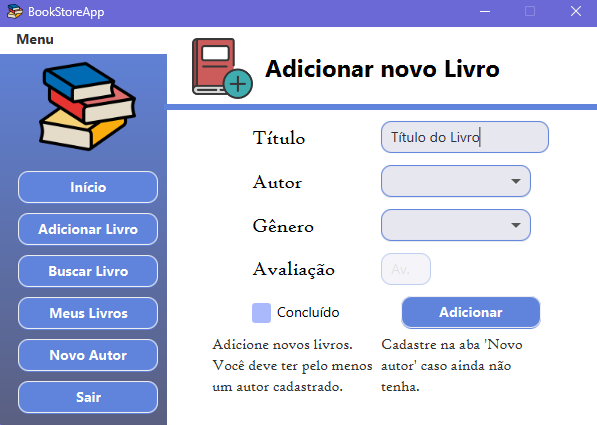 BookStoreApp
Menu
Adicionar novo Livro
Título
Título do Livro
Autor
Gênero
Avaliação
Av.
Concluído
Adicionar
Adicione novos livros.
Você deve ter pelo menos
um autor cadastrado.
Cadastre na aba 'Novo
autor' caso ainda não
tenha.
Início
Adicionar Livro
Buscar Livro
Meus Livros
Novo Autor
Sair